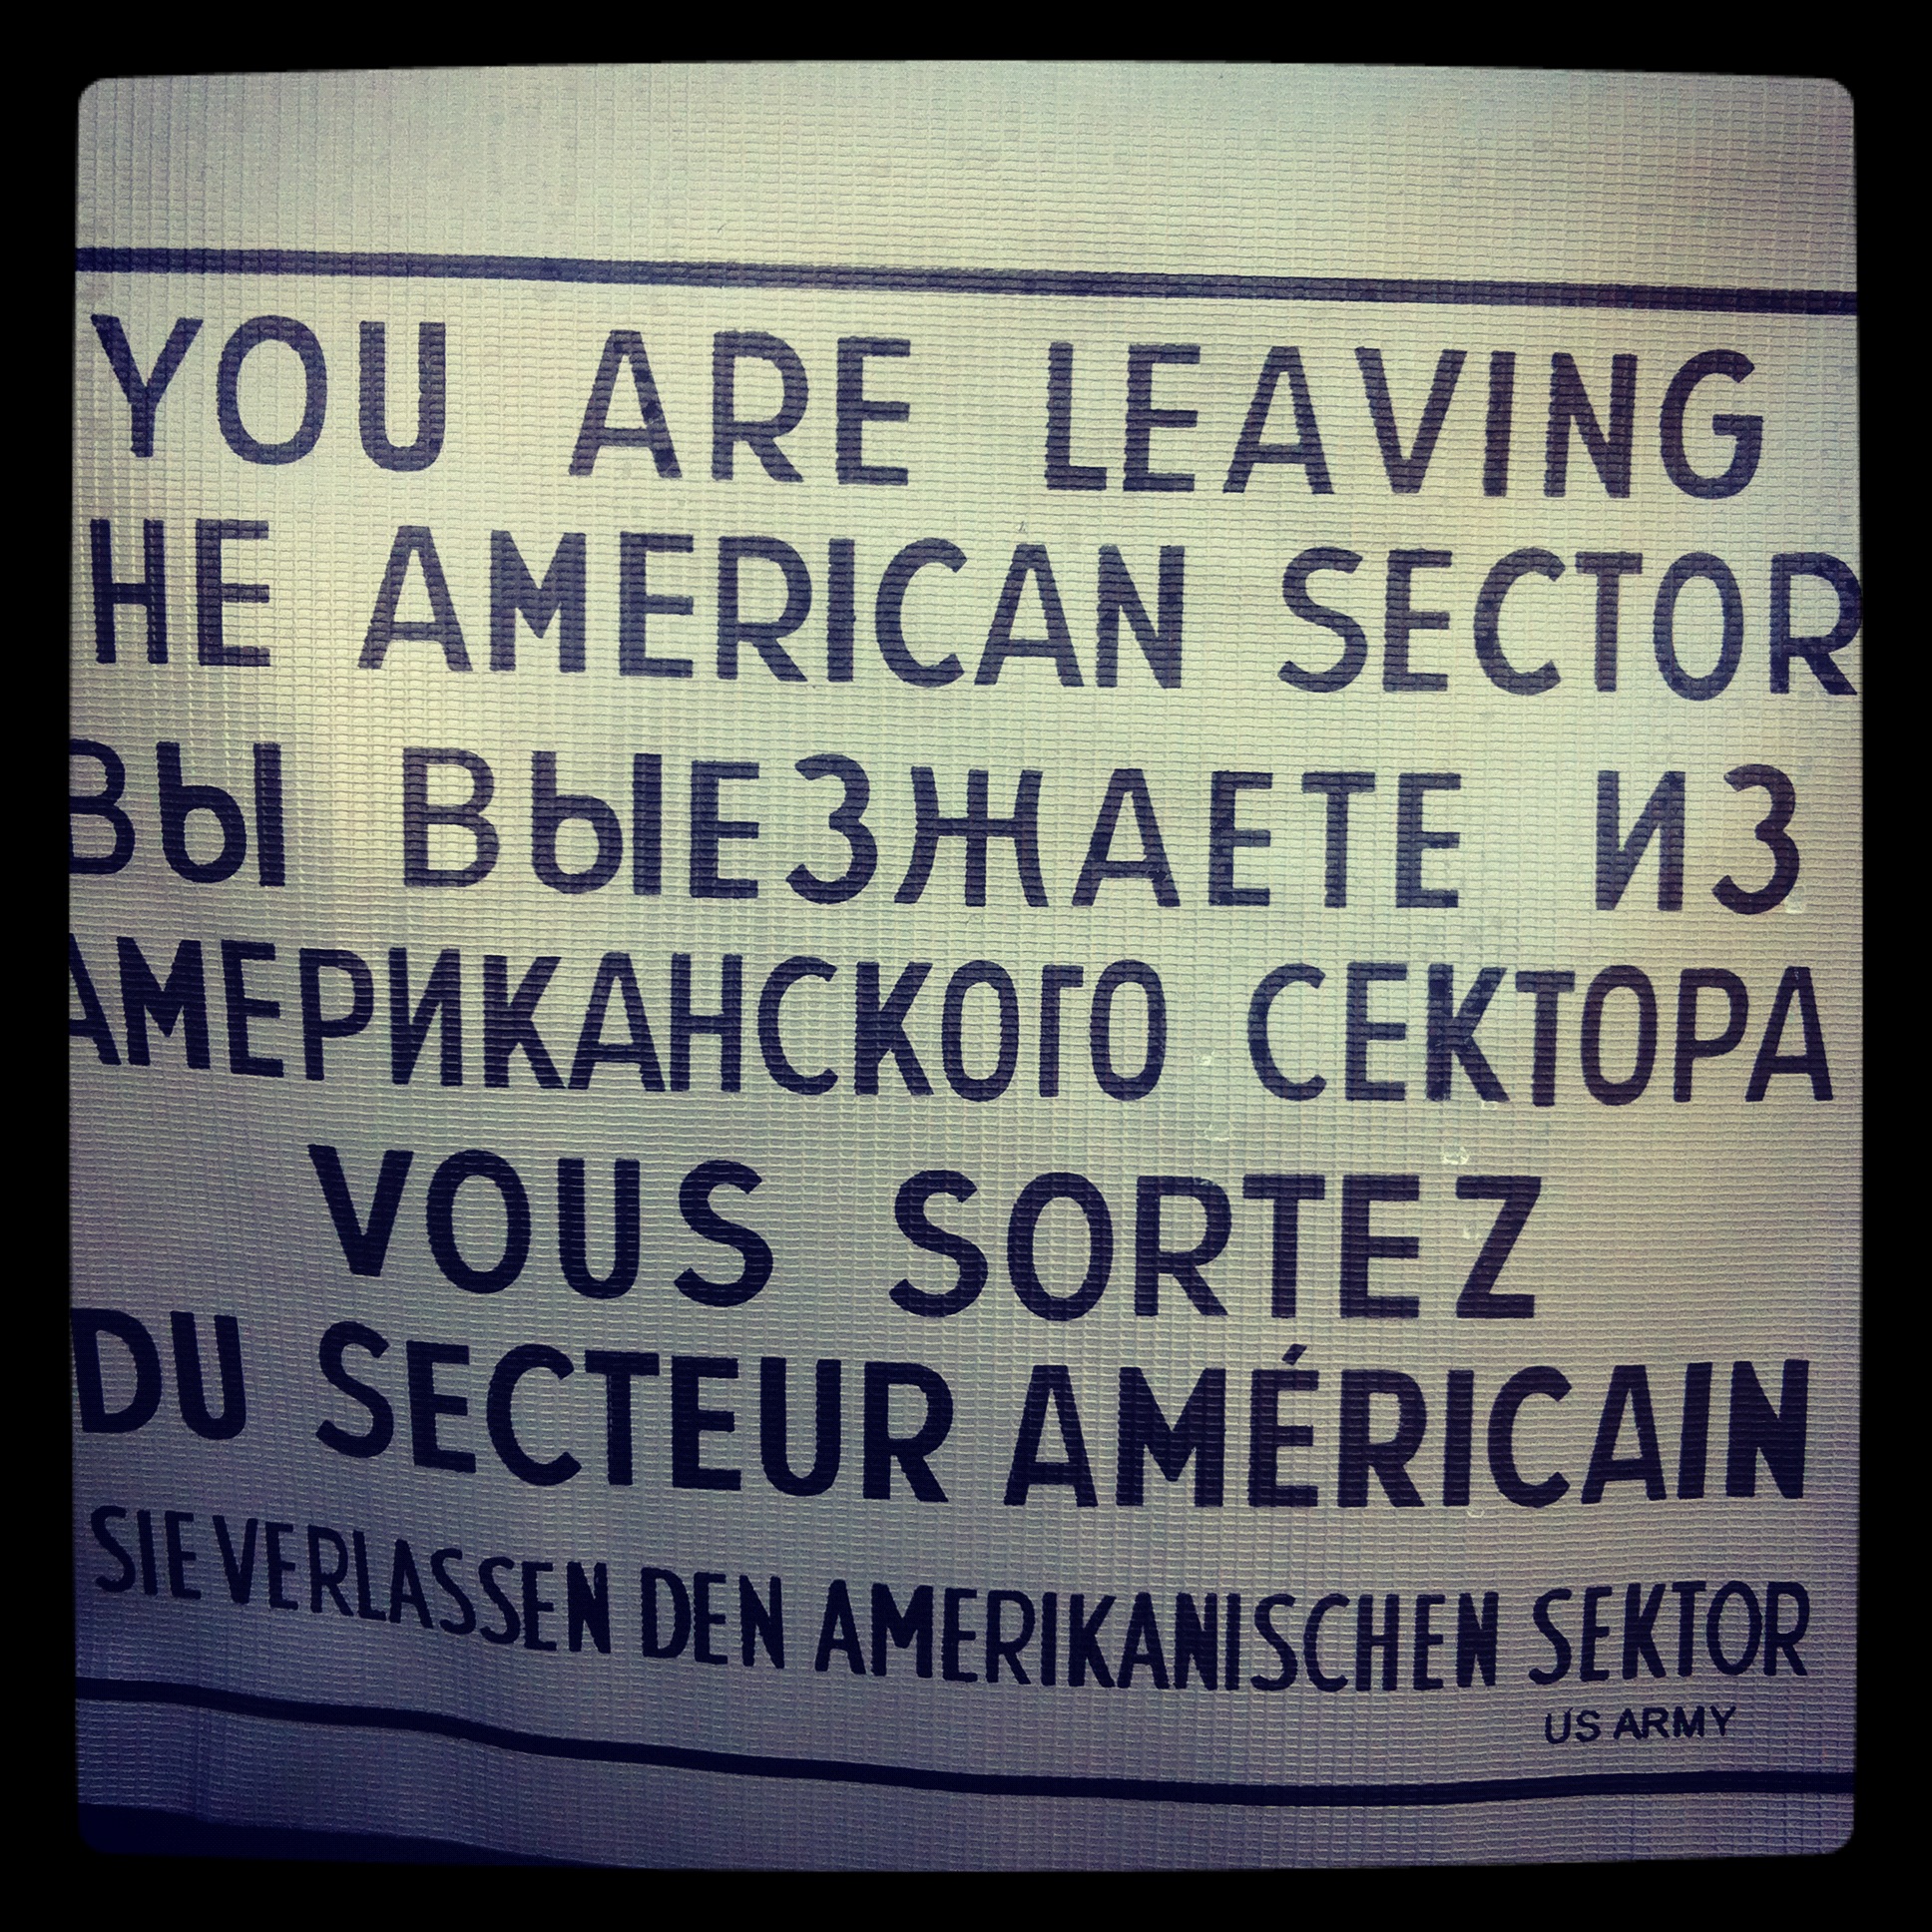 YOU ARE LEAVING
HE AMERICAN SECTOR
ВЫ ВЫЕЗЖАЕТЕ ИЗ
АМЕРИКАНСКОГО СЕКТОРА
VOUS SORTEZ
DU SECTEUR AMÉRICAIN
SIE VERLASSEN DEN AMERIKANISCHEN SEKTOR
US ARMY